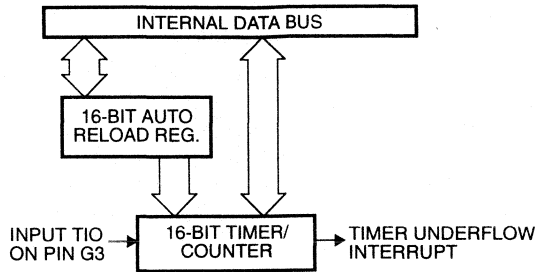 INTERNAL DATA BUS
16-BIT AUTO
RELOAD REG.
INPUT TIO
ON PIN G3
16-BIT TIMER/
COUNTER
TIMER UNDERFLOW
INTERRUPT